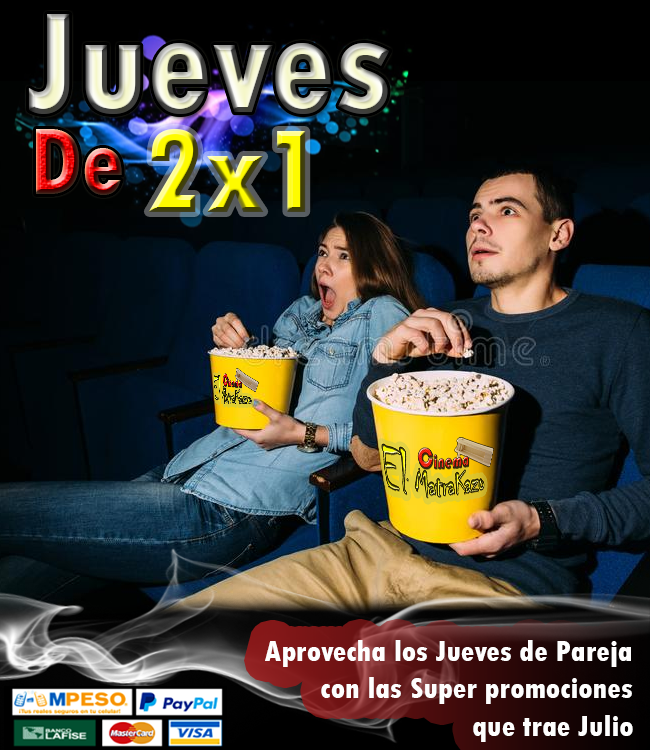 Jueves
De 2x1
Cinema
El MatraKazo
Cinema
El MatraKazo
Aprovecha los Jueves de Pareja
con las Super promociones
que trae Julio
MPESO
¡Tus reales seguros en tu celular!
PayPal
BANCO
LAFISE
MasterCard
VISA